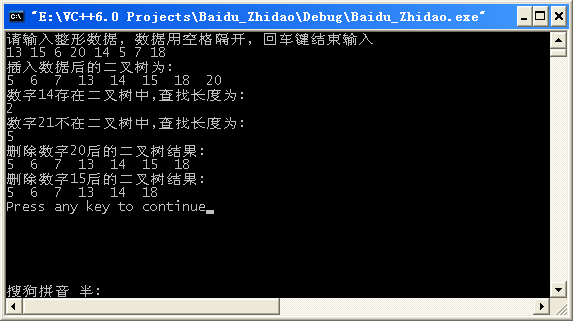 "E:\VC++6.0 Projects\Baidu_Zhidao\Debug\Baidu_Zhidao.exe"
请输入整形数据，数据用空格隔开，回车键结束输入
13 15 6 20 14 5 7 18
插入数据后的二叉树为:
5 6 7 13 14 15 18 20
数字14存在二叉树中,查找长度为:
2
数字21不在二叉树中,查找长度为:
5
删除数字20后的二叉树结果:
5 6 7 13 14 15 18
删除数字15后的二叉树结果:
5 6 7 13 14 18
Press any key to continue
搜狗拼音 半: